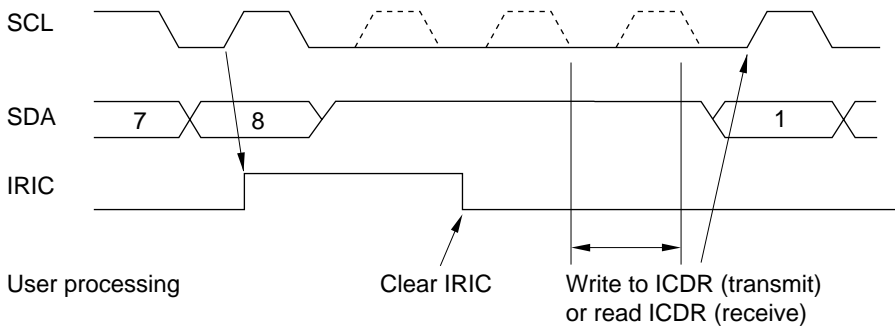 SCL
SDA
7
8
1
IRIC
User processing
Clear IRIC
Write to ICDR (transmit)
or read ICDR (receive)